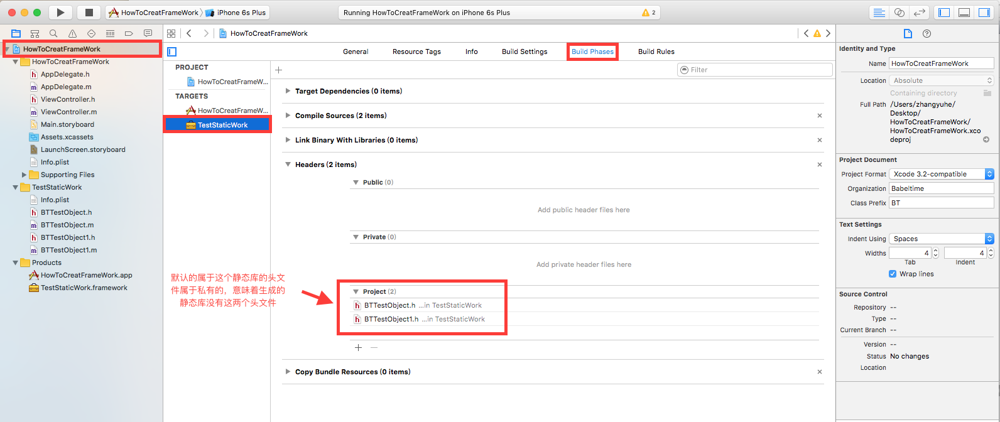 HowToCreatFrameWork
iPhone 6s Plus
Running HowToCreatFrameWork on iPhone 6s Plus
2
HowToCreatFrameWork
HowToCreatFrameWork
AppDelegate.h
AppDelegate.m
ViewController.h
ViewController.m
Main.storyboard
Assets.xcassets
LaunchScreen.storyboard
Info.plist
Supporting Files
TestStaticWork
Info.plist
BTTestObject.h
BTTestObject.m
BTTestObject1.h
BTTestObject1.m
Products
HowToCreatFrameWork.app
TestStaticWork.framework
HowToCreatFrameWork
General
Resource Tags
Info
Build Settings
Build Phases
Build Rules
PROJECT
HowToCreatFrameW...
TARGETS
HowToCreatFrameW...
TestStaticWork
Filter
Target Dependencies (0 items)
Compile Sources (2 items)
Link Binary With Libraries (0 items)
Headers (2 items)
Public (0)
Add public header files here
Private (0)
Add private header files here
默认的属于这个静态库的头文
件属于私有的，意味着生成的
静态库没有这两个头文件
Project (2)
BTTestObject.h ...in TestStaticWork
BTTestObject1.h ...in TestStaticWork
Copy Bundle Resources (0 items)
Identity and Type
Name HowToCreatFrameWork
Location Absolute
Containing directory
Full Path /Users/zhangyuhe/
Desktop/
HowToCreatFrameWork/
HowToCreatFrameWork.xco
deproj
Project Document
Project Format Xcode 3.2-compatible
Organization Babeltime
Class Prefix BT
Text Settings
Indent Using Spaces
Widths 4 4
Tab Indent
Wrap lines
Source Control
Repository --
Type --
Current Branch --
Version --
Status No changes
Location